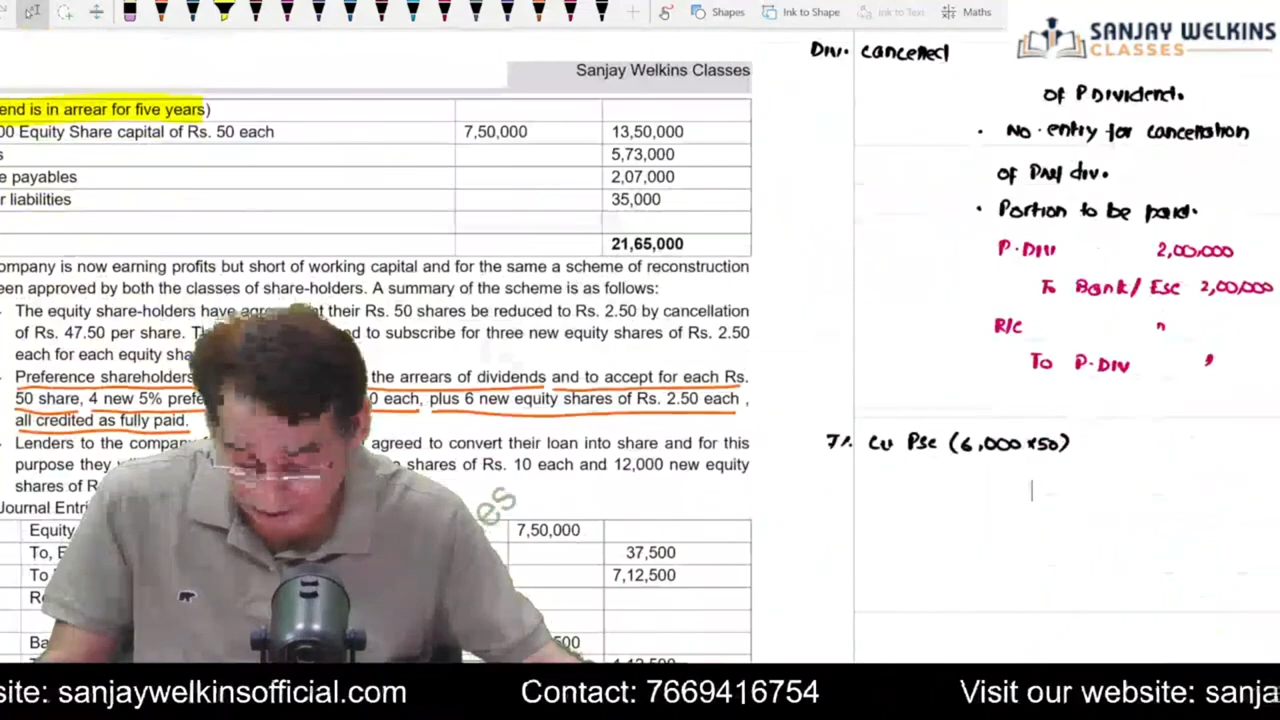 Shapes
Ink to Shape
Ink to Text
Maths
SANJAY WELKINS
CLASSES
Sanjay Welkins Classes
end is in arrear for five years)
00 Equity Share capital of Rs. 50 each 7,50,000 13,50,000
s 5,73,000
e payables 2,07,000
r liabilities 35,000
21,65,000
ompany is now earning profits but short of working capital and for the same a scheme of reconstruction
een approved by both the classes of share-holders. A summary of the scheme is as follows:
The equity share-holders have agre their Rs. 50 shares be reduced to Rs. 2.50 by cancellation
of Rs. 47.50 per share. T d to subscribe for three new equity shares of Rs. 2.50
each for each equity sha
Preference shareholders the arrears of dividends and to accept for each Rs.
50 share, 4 new 5% prefe 0 each, plus 6 new equity shares of Rs. 2.50 each ,
all credited as fully paid.
Lenders to the compan agreed to convert their loan into share and for this
purpose they shares of Rs. 10 each and 12,000 new equity
shares of R
Journal Entri
Equity 7,50,000
To, E 37,500
To 7,12,500
Re
Ba 500
4,12,500
es
Div. cancelled
of P Dividend.
• No entry for cancellation
of Pref div.
• Portion to be paid.
P.DIV 2,00,000
To Bank/ Esc 2,00,000
R/C "
To P.DIV "
7%. Cu PSC (6,000×50)
site: sanjaywelkinsofficial.com Contact: 7669416754 Visit our website: sanja